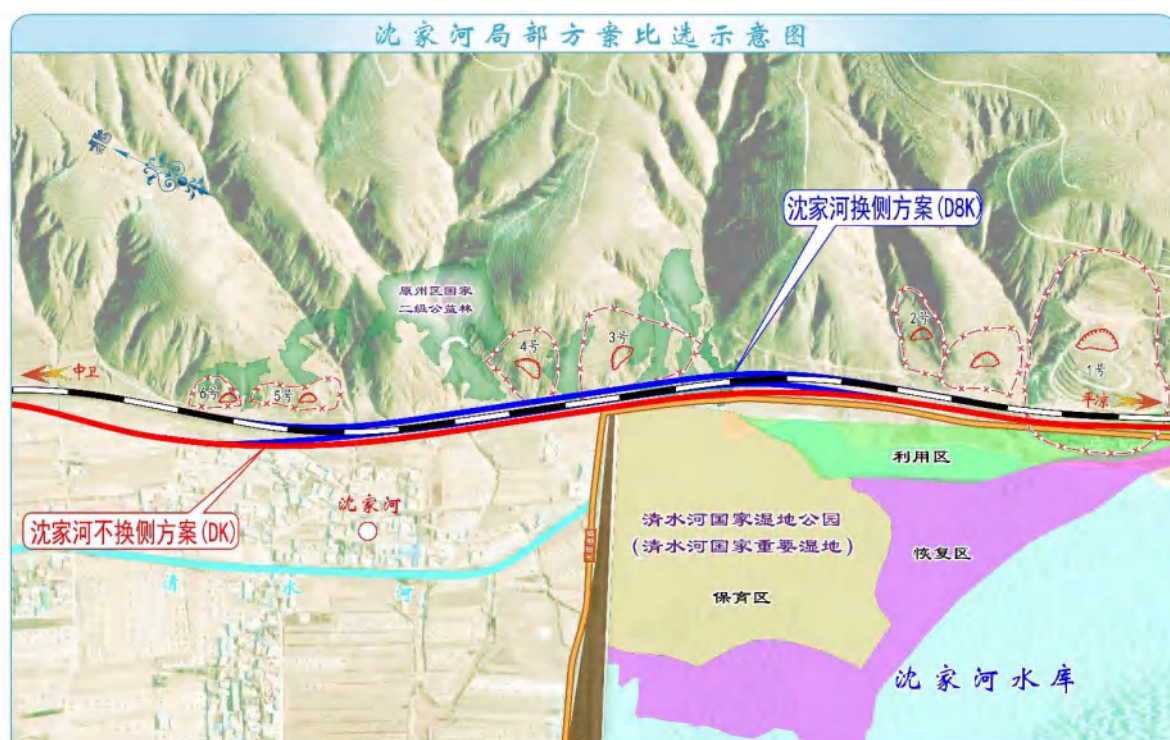 沈家河局部方案比选示意图
沈家河换侧方案(D8K)
原州区国家
二级公益林
2号
3号
4号
1号
中卫
6号
5号
平凉
利用区
沈家河
沈家河不换侧方案(DK)
清水河国家湿地公园
(清水河国家重要湿地)
恢复区
清水河
保育区
沈家河水库